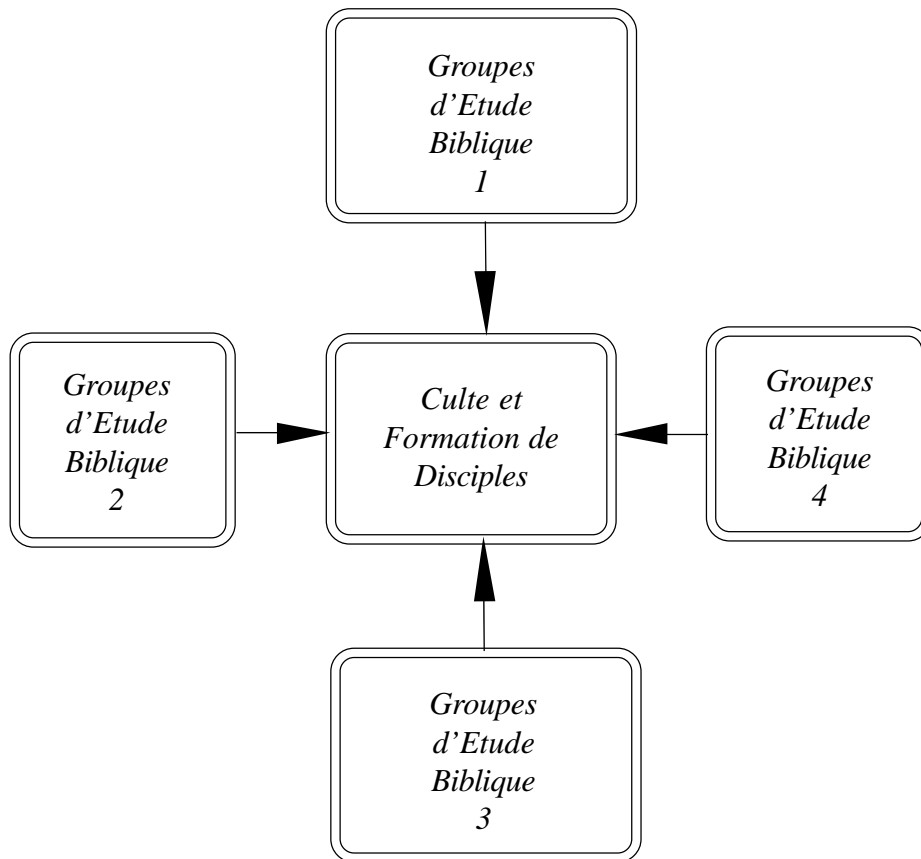 Groupes
d'Etude
Biblique
1
Groupes
d'Etude
Biblique
2
Culte et
Formation de
Disciples
Groupes
d'Etude
Biblique
4
Groupes
d'Etude
Biblique
3